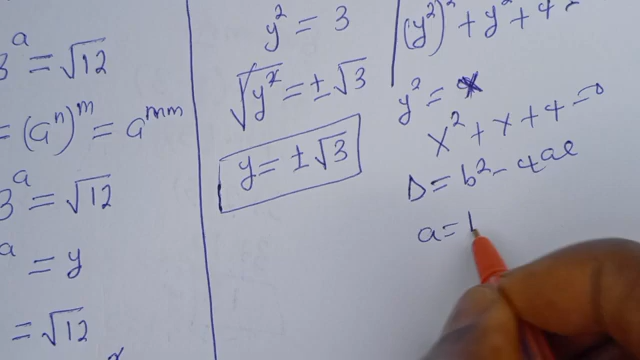 3^a = √12
= (a^n)^m = a^mm
3^a = √12
a = y
= √12
y² = 3
√y² = ±√3
y = ±√3
(y²)² + y² + 4 =
y² =
x² + x + 4 = 0
D = b² - 4ac
a = 1